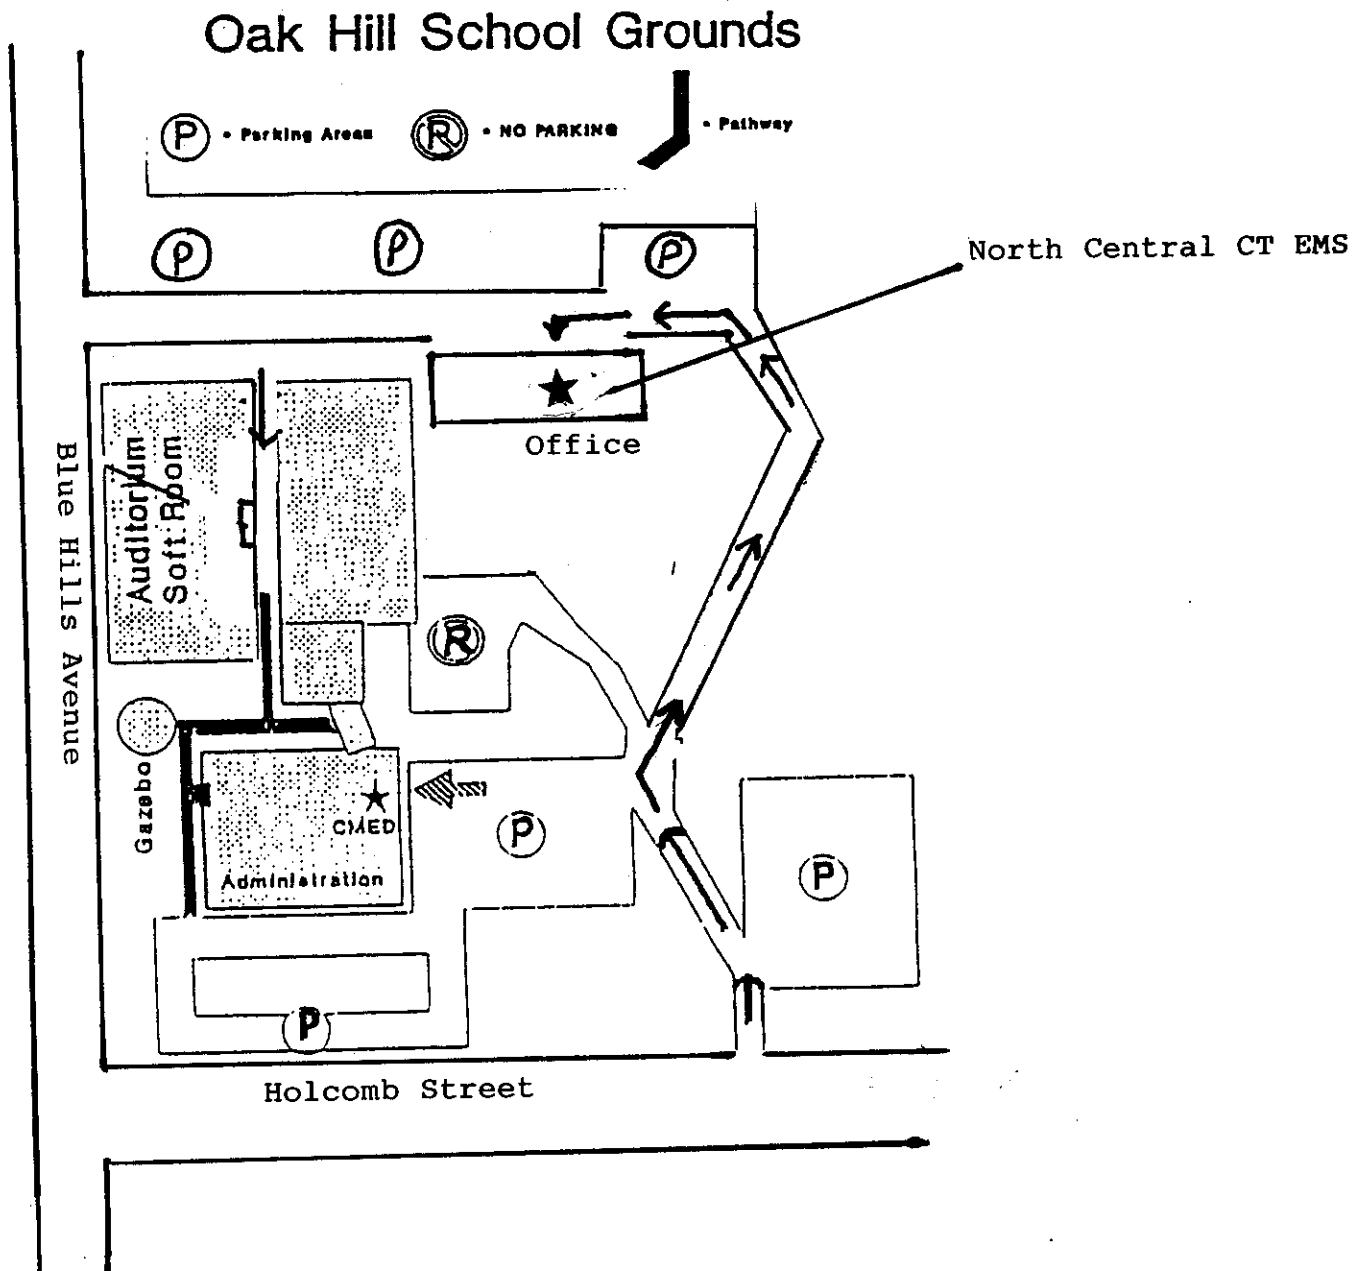 Oak Hill School Grounds
P • Parking Areas R • NO PARKING • Pathway
P P P
North Central CT EMS
Office
Auditorium
Soft Room
Blue Hills Avenue
R
Gazebo
CMED
P
Administration
P
P
Holcomb Street